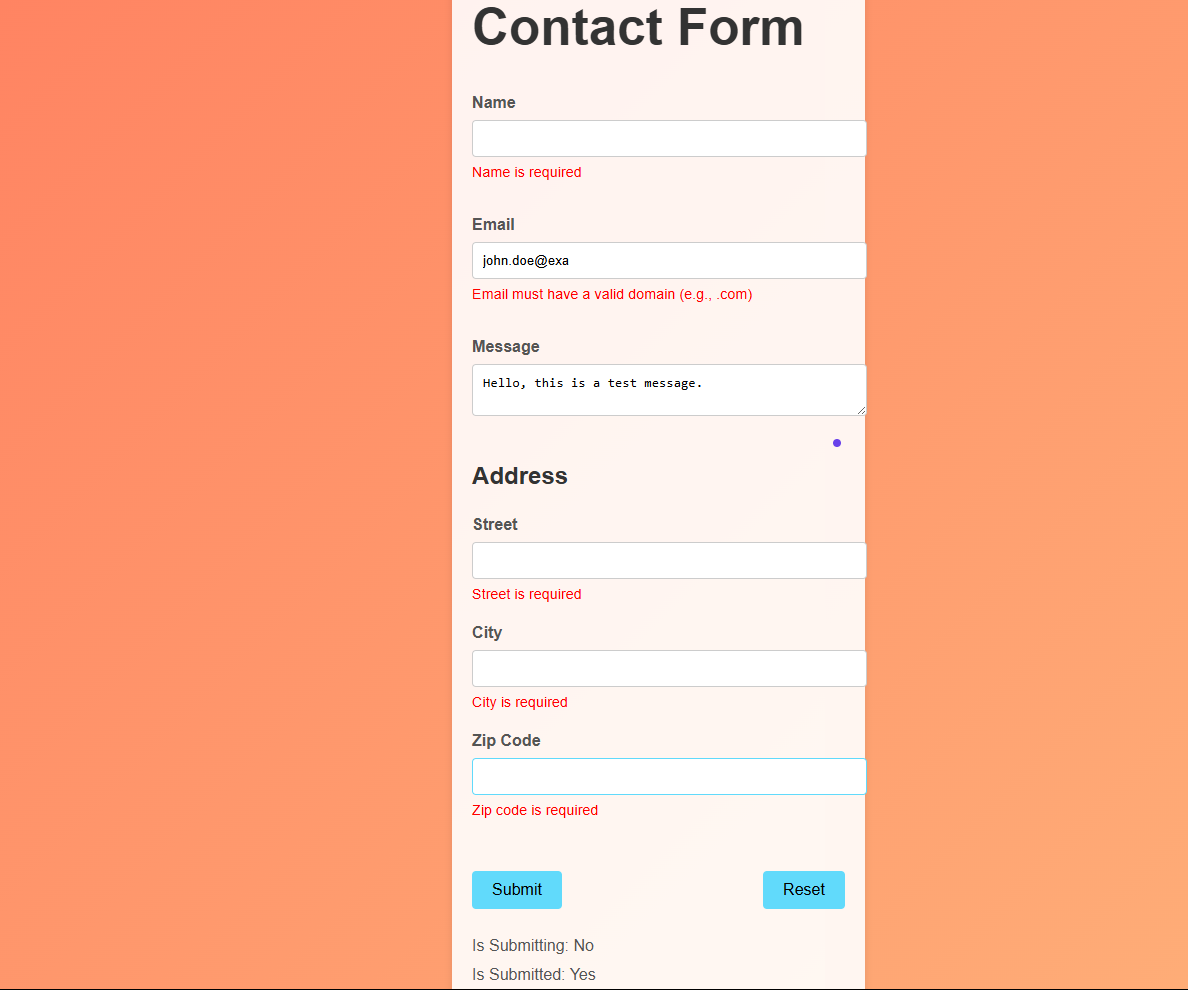 Contact Form
Name
Name is required
Email
john.doe@exa
Email must have a valid domain (e.g., .com)
Message
Hello, this is a test message.
Address
Street
Street is required
City
City is required
Zip Code
Zip code is required
Submit Reset
Is Submitting: No
Is Submitted: Yes